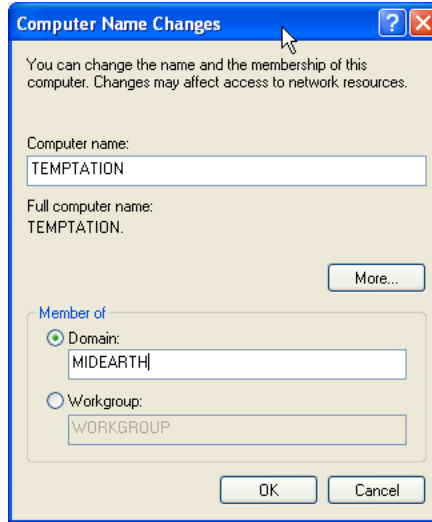 Computer Name Changes
You can change the name and the membership of this
computer. Changes may affect access to network resources.
Computer name:
TEMPTATION
Full computer name:
TEMPTATION.
More...
Member of
Domain:
MIDEARTH
Workgroup:
WORKGROUP
OK Cancel